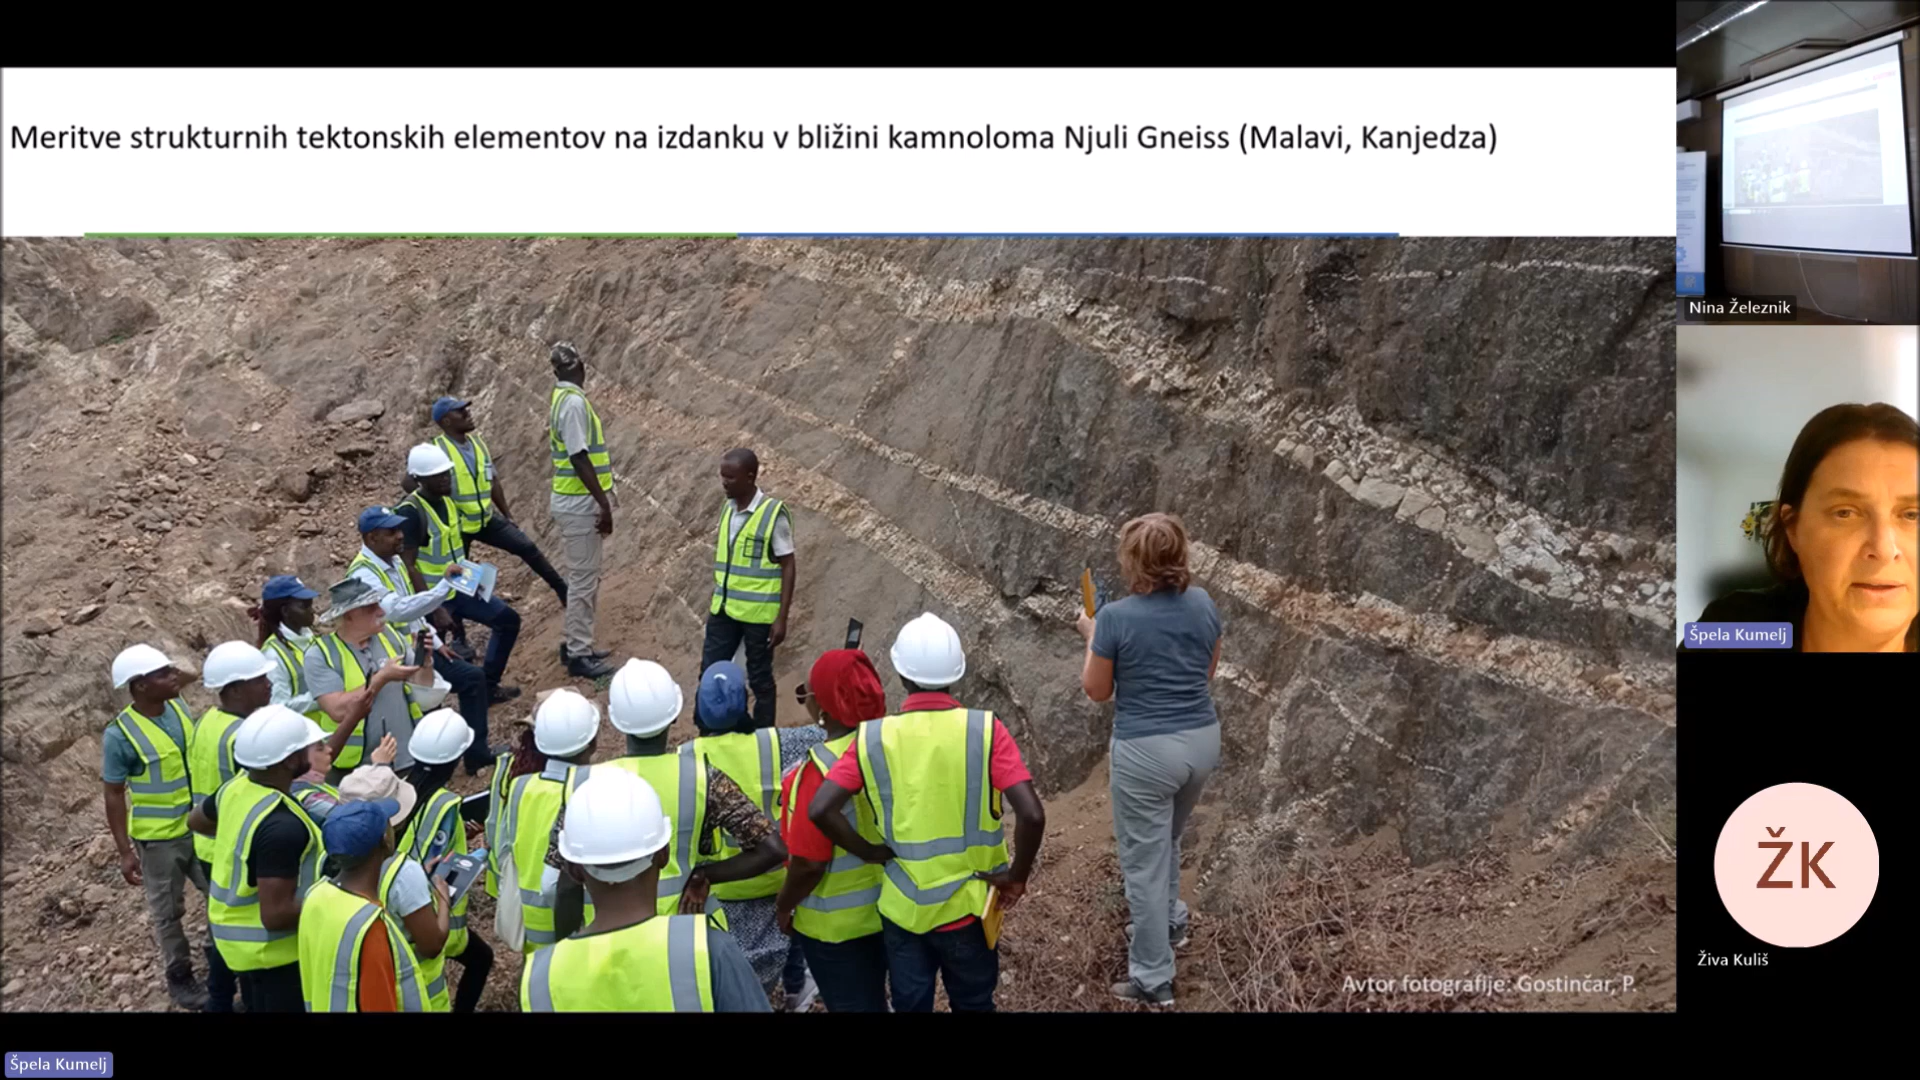 Meritve strukturnih tektonskih elementov na izdanku v bližini kamnoloma Njuli Gneiss (Malavi, Kanjedza)
Avtor fotografije: Gostinčar, P.
Nina Železnik
Špela Kumelj
ŽK
Živa Kuliš
Špela Kumelj